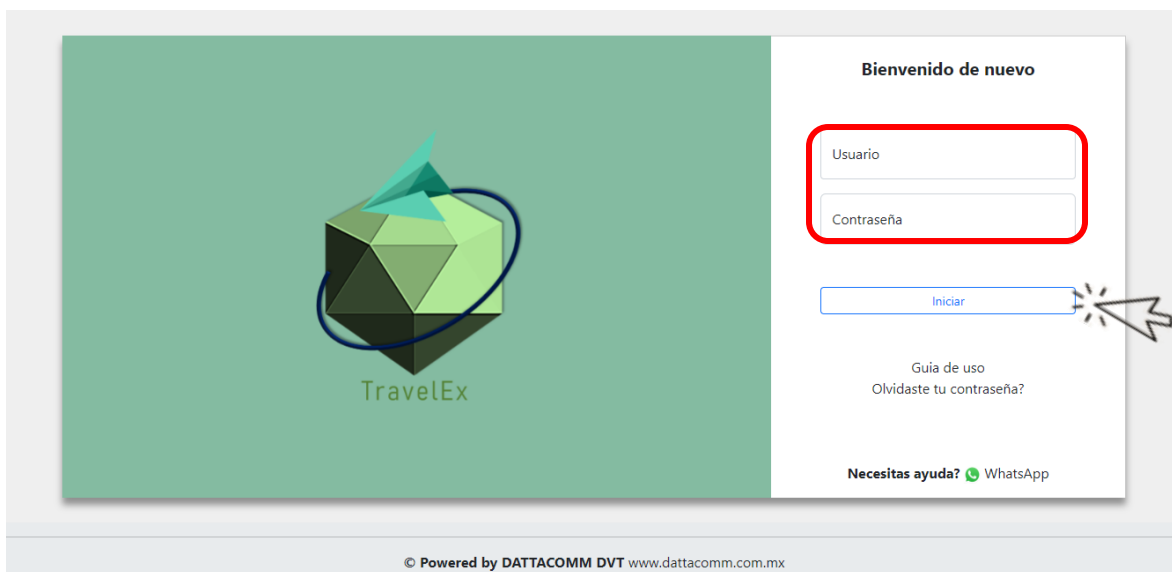 Bienvenido de nuevo
Usuario
Contraseña
Iniciar
TravelEx
Guia de uso
Olvidaste tu contraseña?
Necesitas ayuda? WhatsApp
© Powered by DATTACOMM DVT www.dattacomm.com.mx